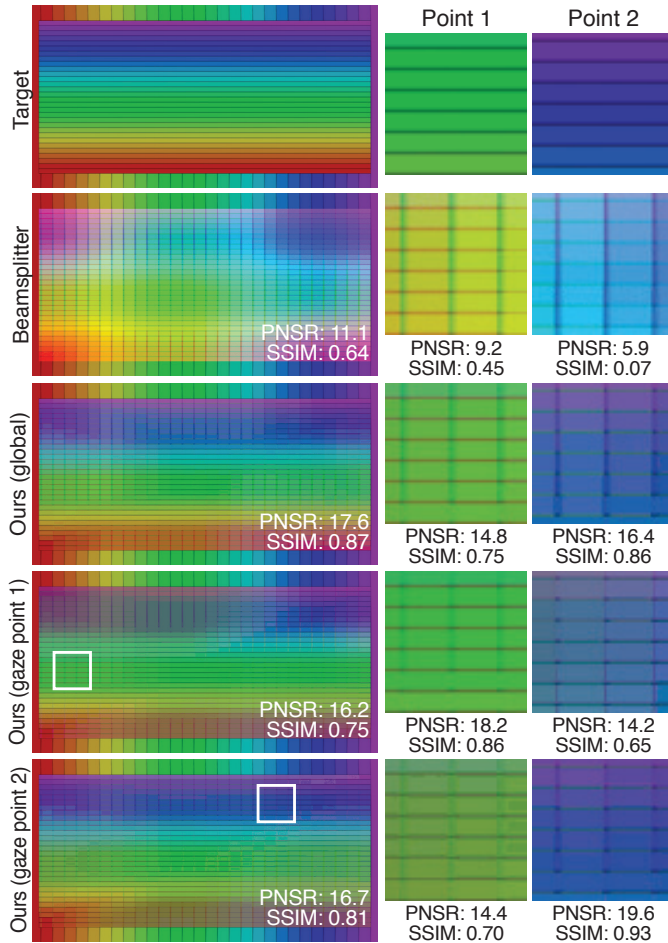 Point 1
Point 2
Target
Beamsplitter
PNSR: 11.1
SSIM: 0.64
PNSR: 9.2
SSIM: 0.45
PNSR: 5.9
SSIM: 0.07
Ours (global)
PNSR: 17.6
SSIM: 0.87
PNSR: 14.8
SSIM: 0.75
PNSR: 16.4
SSIM: 0.86
Ours (gaze point 1)
PNSR: 16.2
SSIM: 0.75
PNSR: 18.2
SSIM: 0.86
PNSR: 14.2
SSIM: 0.65
Ours (gaze point 2)
PNSR: 16.7
SSIM: 0.81
PNSR: 14.4
SSIM: 0.70
PNSR: 19.6
SSIM: 0.93